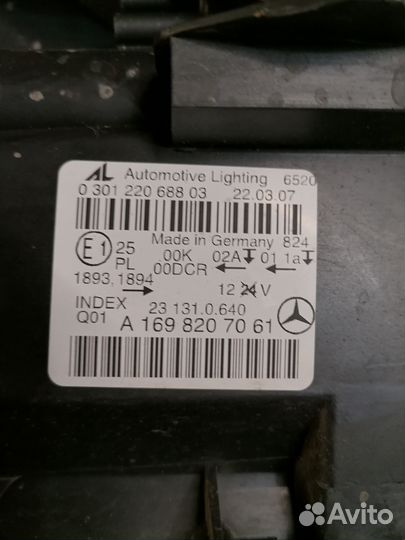 AL Automotive Lighting 6520
0 301 220 688 03 22.03.07
Made in Germany 824
E1 25 00K 02A 01 1a
PL 00DCR
1893,1894 12 24 V
INDEX 23 131.0.640
Q01 A 169 820 70 61
Avito